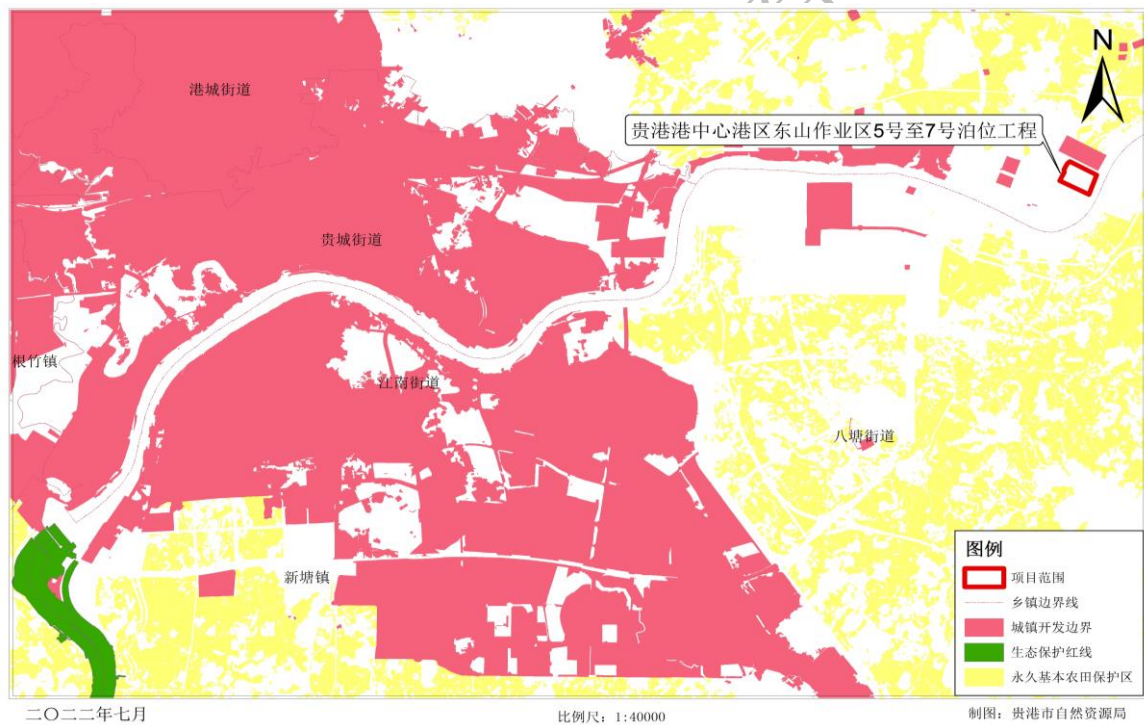 港城街道
N
贵港港中心港区东山作业区5号至7号泊位工程
贵城街道
根竹镇
江南街道
八塘街道
新塘镇
图例
项目范围
乡镇边界线
城镇开发边界
生态保护红线
永久基本农田保护区
二〇二二年七月
比例尺：1:40000
制图：贵港市自然资源局